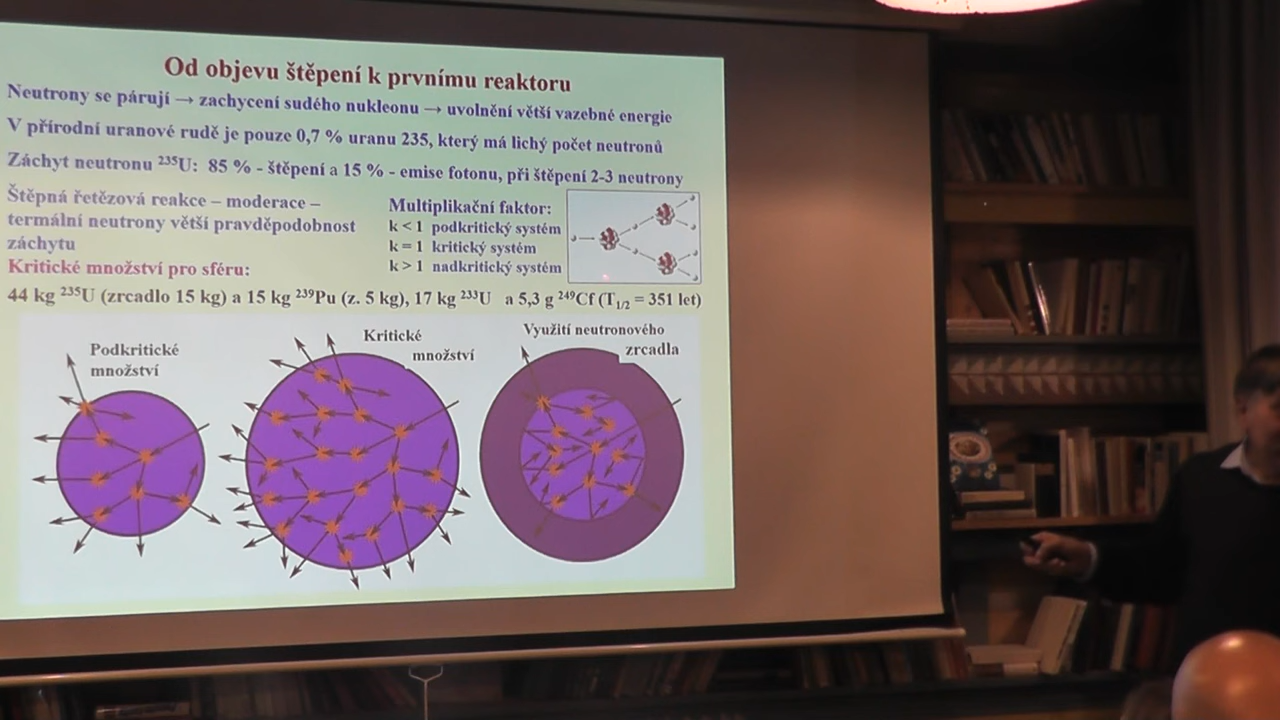 Od objevu štěpení k prvnímu reaktoru
Neutrony se párují → zachycení sudého nukleonu → uvolnění větší vazebné energie
V přírodní uranové rudě je pouze 0,7 % uranu 235, který má lichý počet neutronů
Záchyt neutronu ²³⁵U: 85 % - štěpení a 15 % - emise fotonu, při štěpení 2-3 neutrony
Štěpná řetězová reakce – moderace –
termální neutrony větší pravděpodobnost
záchytu
Multiplikační faktor:
k < 1 podkritický systém
k = 1 kritický systém
k > 1 nadkritický systém
Kritické množství pro sféru:
44 kg ²³⁵U (zrcadlo 15 kg) a 15 kg ²³⁹Pu (z. 5 kg), 17 kg ²³³U a 5,3 g ²⁴⁹Cf (T₁/₂ = 351 let)
Podkritické
množství
Kritické
množství
Využití neutronového
zrcadla